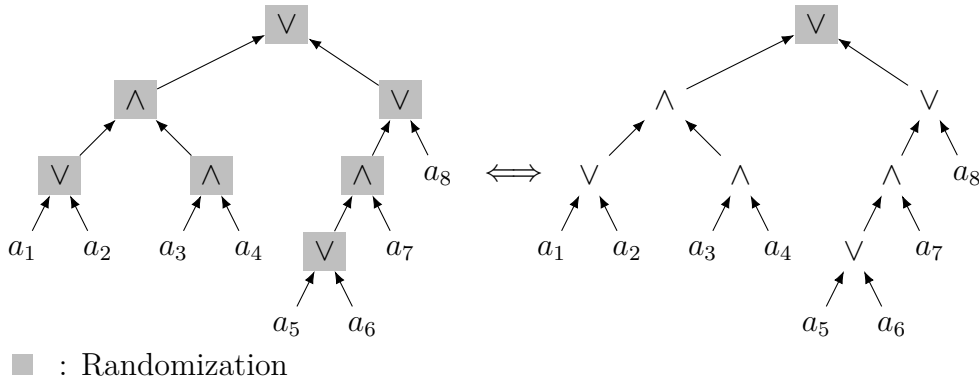 ∨ ∨
∧ ∨ ∧ ∨
∨ ∧ ∧ a₈ ⟺ ∨ ∧ ∧ a₈
a₁ a₂ a₃ a₄ ∨ a₇ a₁ a₂ a₃ a₄ ∨ a₇
a₅ a₆ a₅ a₆
: Randomization